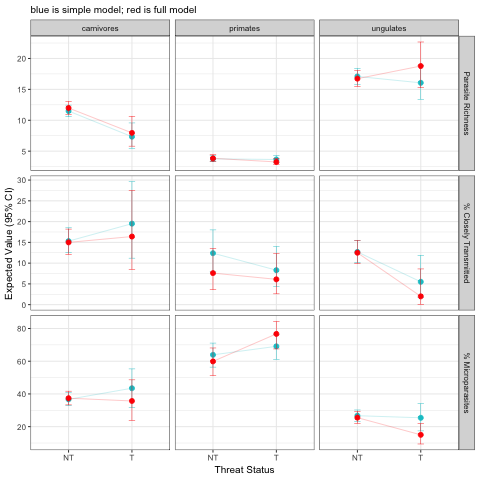 blue is simple model; red is full model
carnivores primates ungulates
20
15
10
5
Parasite Richness
30
25
20
15
10
5
0
% Closely Transmitted
80
60
40
20
% Microparasites
Expected Value (95% CI)
NT T NT T NT T
Threat Status